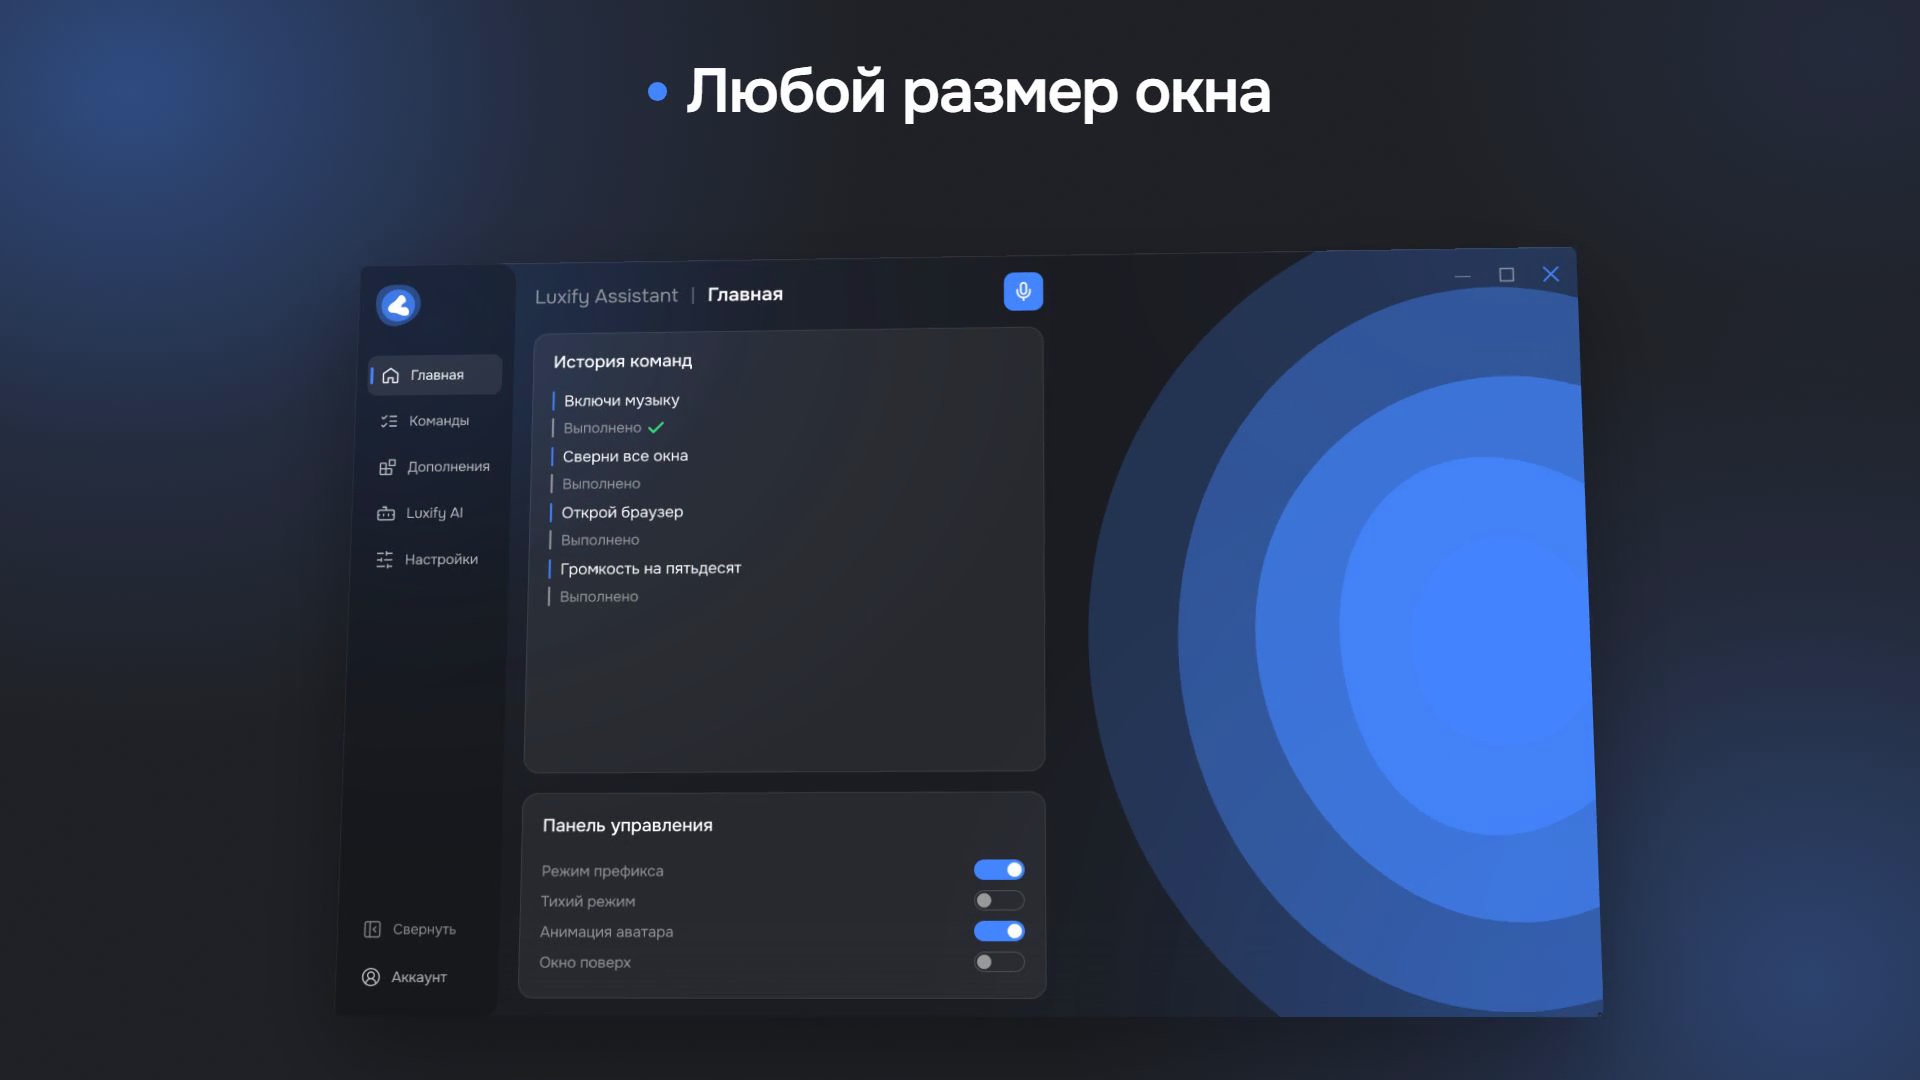 Любой размер окна
Luxify Assistant | Главная
Главная
Команды
Дополнения
Luxify AI
Настройки
Свернуть
Аккаунт
История команд
Включи музыку
Выполнено
Сверни все окна
Выполнено
Открой браузер
Выполнено
Громкость на пятьдесят
Выполнено
Панель управления
Режим префикса
Тихий режим
Анимация аватара
Окно поверх